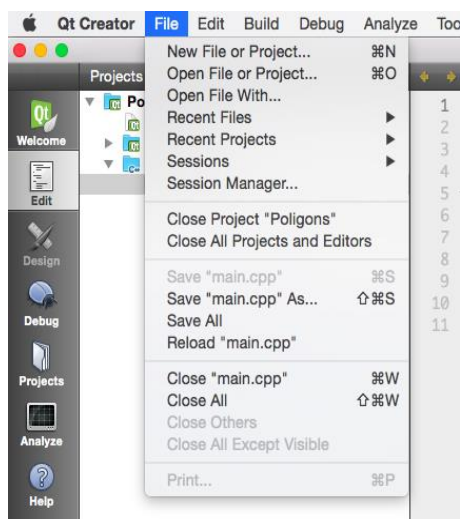 Qt Creator File Edit Build Debug Analyze Too
Projects
Po
Welcome
Edit
Design
Debug
Projects
Analyze
Help
New File or Project... ⌘N
Open File or Project... ⌘O
Open File With...
Recent Files ▶
Recent Projects ▶
Sessions ▶
Session Manager...
Close Project "Poligons"
Close All Projects and Editors
Save "main.cpp" ⌘S
Save "main.cpp" As... ⇧⌘S
Save All
Reload "main.cpp"
Close "main.cpp" ⌘W
Close All ⇧⌘W
Close Others
Close All Except Visible
Print... ⌘P
1
2
3
4
5
6
7
8
9
10
11